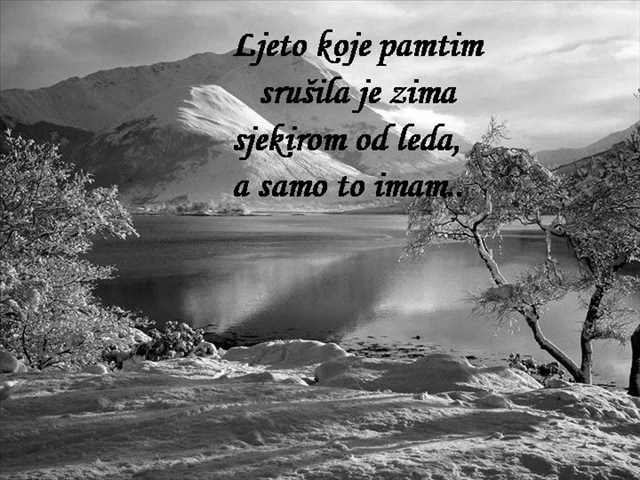 Ljeto koje pamtim
srušila je zima
sjekirom od leda,
a samo to imam..